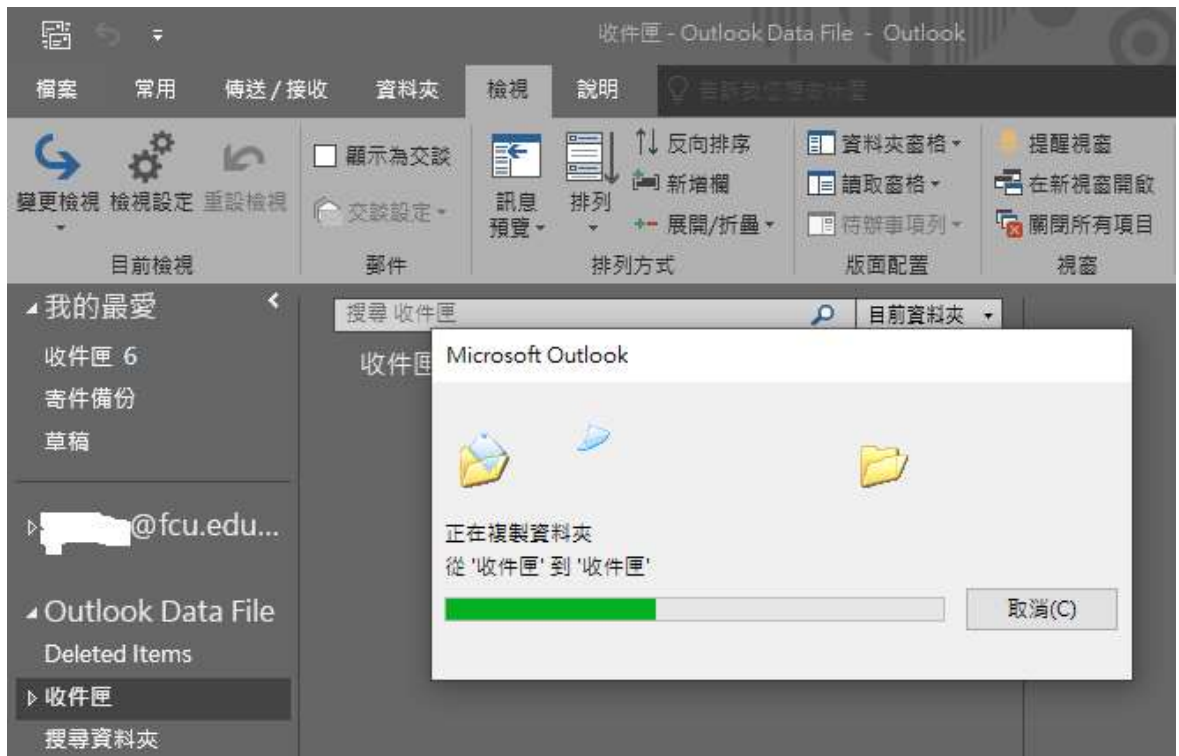 收件匣 - Outlook Data File - Outlook
檔案 常用 傳送 / 接收 資料夾 檢視 說明
變更檢視 檢視設定 重設檢視
目前檢視
顯示為交談
交談設定
郵件
訊息預覽
排列
反向排序
新增欄
展開/折疊
排列方式
資料夾窗格
讀取窗格
待辦事項列
版面配置
提醒視窗
在新視窗開啟
關閉所有項目
視窗
我的最愛
收件匣 6
寄件備份
草稿
@fcu.edu...
Outlook Data File
Deleted Items
收件匣
搜尋資料夾
搜尋 收件匣
目前資料夾
收件匣
Microsoft Outlook
正在複製資料夾
從 '收件匣' 到 '收件匣'
取消(C)